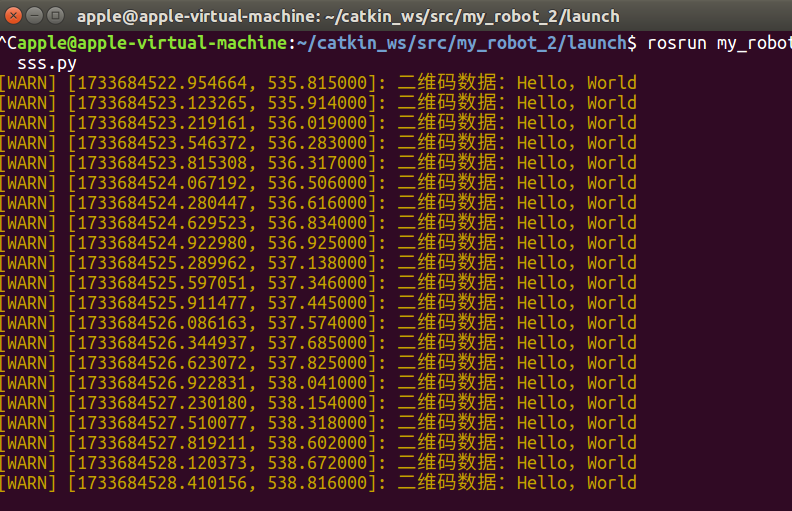 apple@apple-virtual-machine: ~/catkin_ws/src/my_robot_2/launch
^Capple@apple-virtual-machine:~/catkin_ws/src/my_robot_2/launch$ rosrun my_robot
sss.py
[WARN] [1733684522.954664, 535.815000]: 二维码数据：Hello，World
[WARN] [1733684523.123265, 535.914000]: 二维码数据：Hello，World
[WARN] [1733684523.219161, 536.019000]: 二维码数据：Hello，World
[WARN] [1733684523.546372, 536.283000]: 二维码数据：Hello，World
[WARN] [1733684523.815308, 536.317000]: 二维码数据：Hello，World
[WARN] [1733684524.067192, 536.506000]: 二维码数据：Hello，World
[WARN] [1733684524.280447, 536.616000]: 二维码数据：Hello，World
[WARN] [1733684524.629523, 536.834000]: 二维码数据：Hello，World
[WARN] [1733684524.922980, 536.925000]: 二维码数据：Hello，World
[WARN] [1733684525.289962, 537.138000]: 二维码数据：Hello，World
[WARN] [1733684525.597051, 537.346000]: 二维码数据：Hello，World
[WARN] [1733684525.911477, 537.445000]: 二维码数据：Hello，World
[WARN] [1733684526.086163, 537.574000]: 二维码数据：Hello，World
[WARN] [1733684526.344937, 537.685000]: 二维码数据：Hello，World
[WARN] [1733684526.623072, 537.825000]: 二维码数据：Hello，World
[WARN] [1733684526.922831, 538.041000]: 二维码数据：Hello，World
[WARN] [1733684527.230180, 538.154000]: 二维码数据：Hello，World
[WARN] [1733684527.510077, 538.318000]: 二维码数据：Hello，World
[WARN] [1733684527.819211, 538.602000]: 二维码数据：Hello，World
[WARN] [1733684528.120373, 538.672000]: 二维码数据：Hello，World
[WARN] [1733684528.410156, 538.816000]: 二维码数据：Hello，World